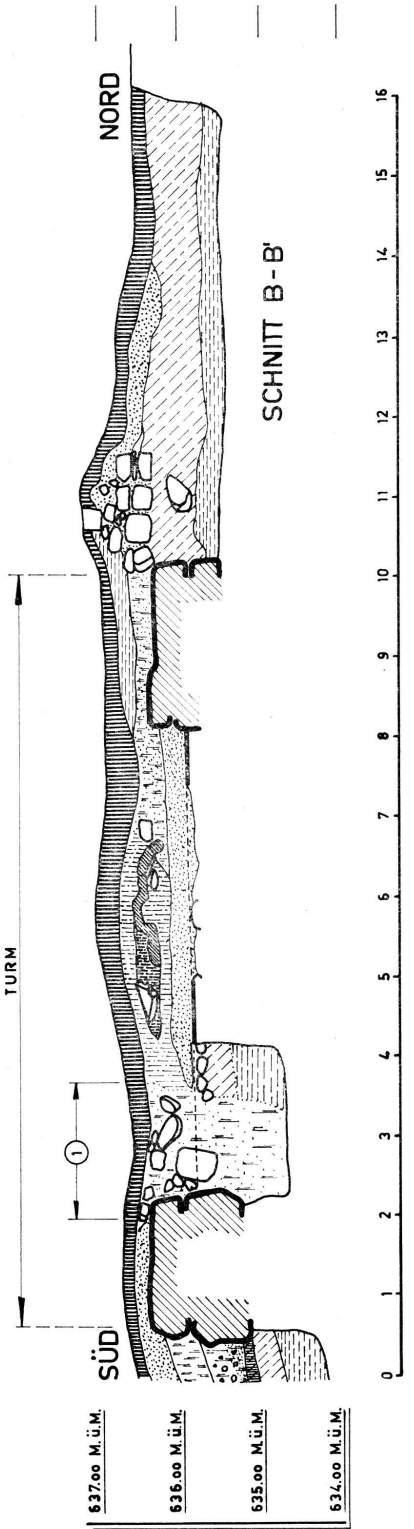 TURM
1
SÜD
NORD
SCHNITT B-B'
637.00 M.Ü.M.
636.00 M.Ü.M.
635.00 M.Ü.M.
634.00 M.Ü.M.
0 1 2 3 4 5 6 7 8 9 10 11 12 13 14 15 16